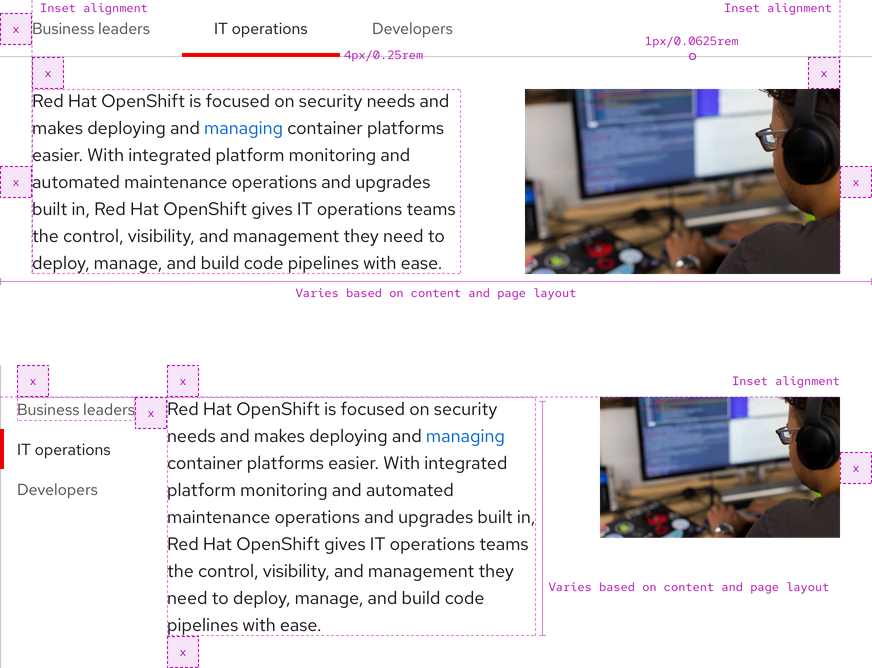 Inset alignment
Inset alignment
x
Business leaders
IT operations
Developers
1px/0.0625rem
4px/0.25rem
x
x
Red Hat OpenShift is focused on security needs and
makes deploying and managing container platforms
easier. With integrated platform monitoring and
x
automated maintenance operations and upgrades
x
built in, Red Hat OpenShift gives IT operations teams
the control, visibility, and management they need to
deploy, manage, and build code pipelines with ease.
Varies based on content and page layout
x
x
Inset alignment
Business leaders
x
IT operations
Developers
Red Hat OpenShift is focused on security
needs and makes deploying and managing
container platforms easier. With integrated
platform monitoring and automated
maintenance operations and upgrades built in,
Red Hat OpenShift gives IT operations teams
the control, visibility, and management they
need to deploy, manage, and build code
pipelines with ease.
x
Varies based on content and page layout
x